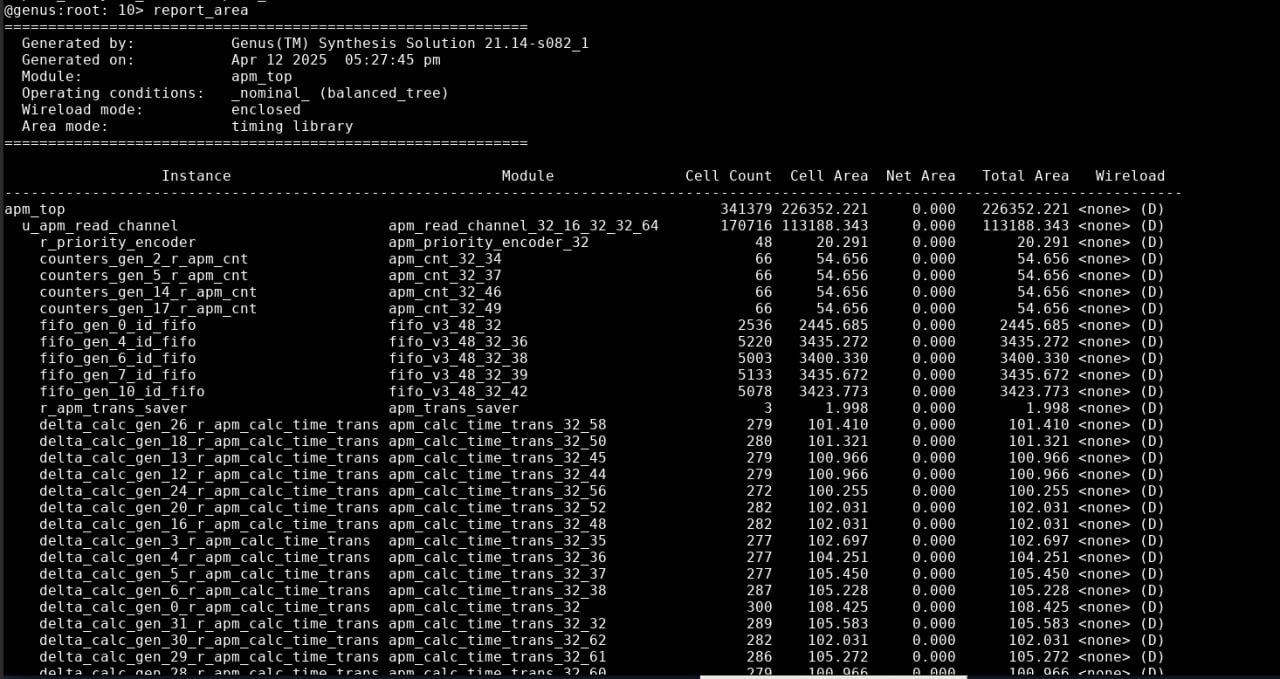 @genus:root: 10> report_area
============================================================
  Generated by:           Genus(TM) Synthesis Solution 21.14-s082_1
  Generated on:           Apr 12 2025  05:27:45 pm
  Module:                 apm_top
  Operating conditions:   _nominal_ (balanced_tree)
  Wireload mode:          enclosed
  Area mode:              timing library
============================================================
Instance Module Cell Count Cell Area Net Area Total Area Wireload
---------------------------------------------------------------------------------------------------------------------------------------
apm_top 341379 226352.221 0.000 226352.221 <none> (D)
u_apm_read_channel apm_read_channel_32_16_32_32_64 170716 113188.343 0.000 113188.343 <none> (D)
r_priority_encoder apm_priority_encoder_32 48 20.291 0.000 20.291 <none> (D)
counters_gen_2_r_apm_cnt apm_cnt_32_34 66 54.656 0.000 54.656 <none> (D)
counters_gen_5_r_apm_cnt apm_cnt_32_37 66 54.656 0.000 54.656 <none> (D)
counters_gen_14_r_apm_cnt apm_cnt_32_46 66 54.656 0.000 54.656 <none> (D)
counters_gen_17_r_apm_cnt apm_cnt_32_49 66 54.656 0.000 54.656 <none> (D)
fifo_gen_0_id_fifo fifo_v3_48_32 2536 2445.685 0.000 2445.685 <none> (D)
fifo_gen_4_id_fifo fifo_v3_48_32_36 5220 3435.272 0.000 3435.272 <none> (D)
fifo_gen_6_id_fifo fifo_v3_48_32_38 5003 3400.330 0.000 3400.330 <none> (D)
fifo_gen_7_id_fifo fifo_v3_48_32_39 5133 3435.672 0.000 3435.672 <none> (D)
fifo_gen_10_id_fifo fifo_v3_48_32_42 5078 3423.773 0.000 3423.773 <none> (D)
r_apm_trans_saver apm_trans_saver 3 1.998 0.000 1.998 <none> (D)
delta_calc_gen_26_r_apm_calc_time_trans apm_calc_time_trans_32_58 279 101.410 0.000 101.410 <none> (D)
delta_calc_gen_18_r_apm_calc_time_trans apm_calc_time_trans_32_50 280 101.321 0.000 101.321 <none> (D)
delta_calc_gen_13_r_apm_calc_time_trans apm_calc_time_trans_32_45 279 100.966 0.000 100.966 <none> (D)
delta_calc_gen_12_r_apm_calc_time_trans apm_calc_time_trans_32_44 279 100.966 0.000 100.966 <none> (D)
delta_calc_gen_24_r_apm_calc_time_trans apm_calc_time_trans_32_56 272 100.255 0.000 100.255 <none> (D)
delta_calc_gen_20_r_apm_calc_time_trans apm_calc_time_trans_32_52 282 102.031 0.000 102.031 <none> (D)
delta_calc_gen_16_r_apm_calc_time_trans apm_calc_time_trans_32_48 282 102.031 0.000 102.031 <none> (D)
delta_calc_gen_3_r_apm_calc_time_trans apm_calc_time_trans_32_35 277 102.697 0.000 102.697 <none> (D)
delta_calc_gen_4_r_apm_calc_time_trans apm_calc_time_trans_32_36 277 104.251 0.000 104.251 <none> (D)
delta_calc_gen_5_r_apm_calc_time_trans apm_calc_time_trans_32_37 277 105.450 0.000 105.450 <none> (D)
delta_calc_gen_6_r_apm_calc_time_trans apm_calc_time_trans_32_38 287 105.228 0.000 105.228 <none> (D)
delta_calc_gen_0_r_apm_calc_time_trans apm_calc_time_trans_32 300 108.425 0.000 108.425 <none> (D)
delta_calc_gen_31_r_apm_calc_time_trans apm_calc_time_trans_32_32 289 105.583 0.000 105.583 <none> (D)
delta_calc_gen_30_r_apm_calc_time_trans apm_calc_time_trans_32_62 282 102.031 0.000 102.031 <none> (D)
delta_calc_gen_29_r_apm_calc_time_trans apm_calc_time_trans_32_61 286 105.272 0.000 105.272 <none> (D)
delta_calc_gen_28_r_apm_calc_time_trans apm_calc_time_trans_32_60 279 100.966 0.000 100.966 <none> (D)